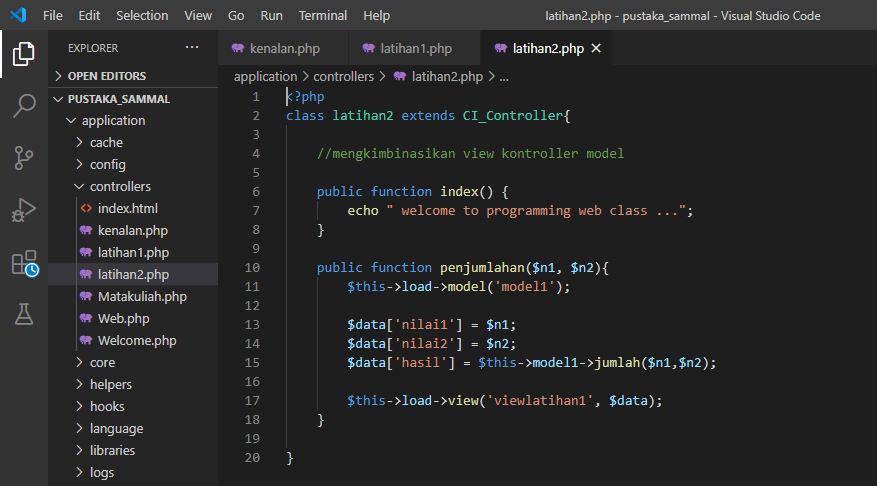 File Edit Selection View Go Run Terminal Help latihan2.php - pustaka_sammal - Visual Studio Code
EXPLORER ...
OPEN EDITORS
PUSTAKA_SAMMAL
application
cache
config
controllers
<> index.html
kenalan.php
latihan1.php
latihan2.php
Matakuliah.php
Web.php
Welcome.php
core
helpers
hooks
language
libraries
logs
kenalan.php latihan1.php latihan2.php ×
application > controllers > latihan2.php > ...
1 <?php
2 class latihan2 extends CI_Controller{
3
4 //mengkimbinasikan view kontroller model
5
6 public function index() {
7 echo " welcome to programming web class ...";
8 }
9
10 public function penjumlahan($n1, $n2){
11 $this->load->model('model1');
12
13 $data['nilai1'] = $n1;
14 $data['nilai2'] = $n2;
15 $data['hasil'] = $this->model1->jumlah($n1,$n2);
16
17 $this->load->view('viewlatihan1', $data);
18 }
19
20 }